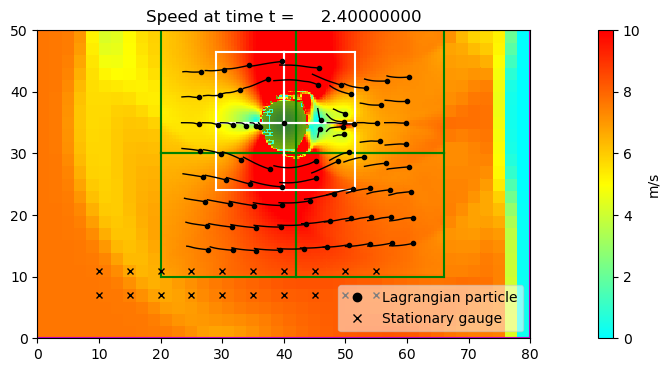 Speed at time t =     2.40000000
50
40
30
20
10
0
0 10 20 30 40 50 60 70 80
Lagrangian particle
Stationary gauge
10
8
6
4
2
0
m/s